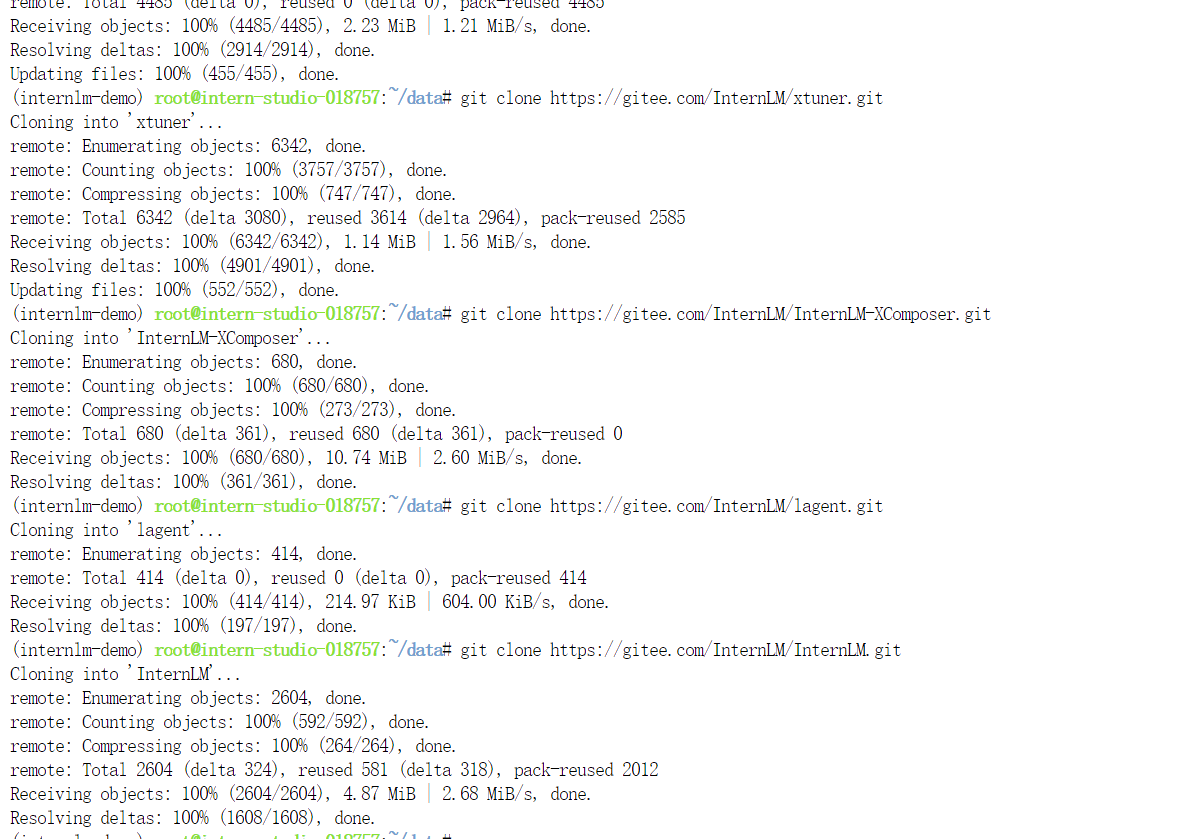 remote: Total 4485 (delta 0), reused 0 (delta 0), pack-reused 4485
Receiving objects: 100% (4485/4485), 2.23 MiB | 1.21 MiB/s, done.
Resolving deltas: 100% (2914/2914), done.
Updating files: 100% (455/455), done.
(internlm-demo) root@intern-studio-018757:~/data# git clone https://gitee.com/InternLM/xtuner.git
Cloning into 'xtuner'...
remote: Enumerating objects: 6342, done.
remote: Counting objects: 100% (3757/3757), done.
remote: Compressing objects: 100% (747/747), done.
remote: Total 6342 (delta 3080), reused 3614 (delta 2964), pack-reused 2585
Receiving objects: 100% (6342/6342), 1.14 MiB | 1.56 MiB/s, done.
Resolving deltas: 100% (4901/4901), done.
Updating files: 100% (552/552), done.
(internlm-demo) root@intern-studio-018757:~/data# git clone https://gitee.com/InternLM/InternLM-XComposer.git
Cloning into 'InternLM-XComposer'...
remote: Enumerating objects: 680, done.
remote: Counting objects: 100% (680/680), done.
remote: Compressing objects: 100% (273/273), done.
remote: Total 680 (delta 361), reused 680 (delta 361), pack-reused 0
Receiving objects: 100% (680/680), 10.74 MiB | 2.60 MiB/s, done.
Resolving deltas: 100% (361/361), done.
(internlm-demo) root@intern-studio-018757:~/data# git clone https://gitee.com/InternLM/lagent.git
Cloning into 'lagent'...
remote: Enumerating objects: 414, done.
remote: Total 414 (delta 0), reused 0 (delta 0), pack-reused 414
Receiving objects: 100% (414/414), 214.97 KiB | 604.00 KiB/s, done.
Resolving deltas: 100% (197/197), done.
(internlm-demo) root@intern-studio-018757:~/data# git clone https://gitee.com/InternLM/InternLM.git
Cloning into 'InternLM'...
remote: Enumerating objects: 2604, done.
remote: Counting objects: 100% (592/592), done.
remote: Compressing objects: 100% (264/264), done.
remote: Total 2604 (delta 324), reused 581 (delta 318), pack-reused 2012
Receiving objects: 100% (2604/2604), 4.87 MiB | 2.68 MiB/s, done.
Resolving deltas: 100% (1608/1608), done.